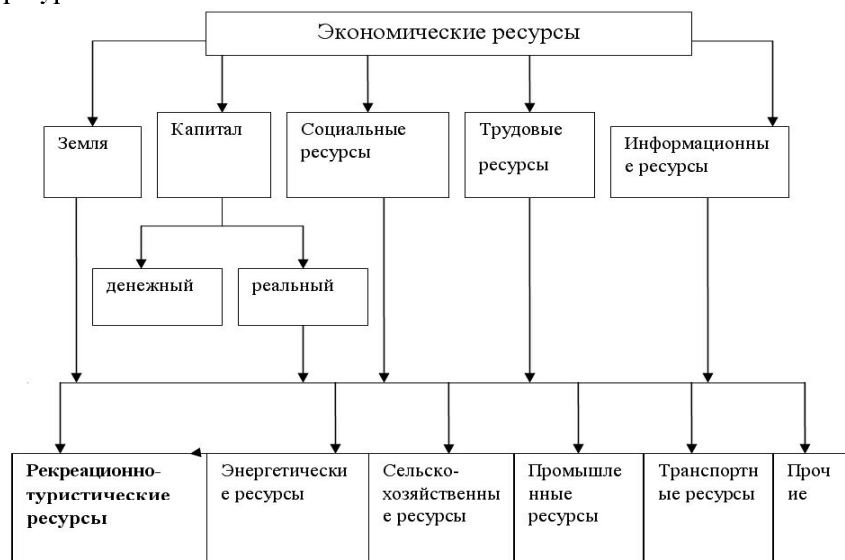 Экономические ресурсы
Земля
Капитал
Социальные
ресурсы
Трудовые
ресурсы
Информационны
е ресурсы
денежный
реальный
Рекреационно-
туристические
ресурсы
Энергетически
е ресурсы
Сельско-
хозяйственны
е ресурсы
Промышле
нные
ресурсы
Транспортн
ые ресурсы
Проч
ие